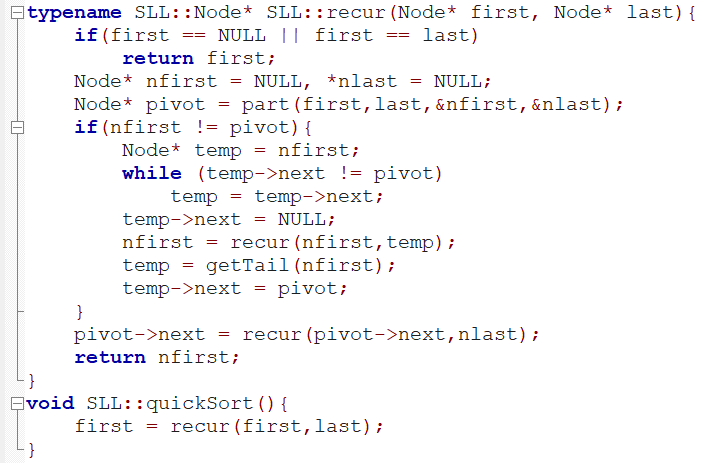 typename SLL::Node* SLL::recur(Node* first, Node* last){
    if(first == NULL || first == last)
        return first;
    Node* nfirst = NULL, *nlast = NULL;
    Node* pivot = part(first,last,&nfirst,&nlast);
    if(nfirst != pivot){
        Node* temp = nfirst;
        while (temp->next != pivot)
            temp = temp->next;
        temp->next = NULL;
        nfirst = recur(nfirst,temp);
        temp = getTail(nfirst);
        temp->next = pivot;
    }
    pivot->next = recur(pivot->next,nlast);
    return nfirst;
}
void SLL::quickSort(){
    first = recur(first,last);
}